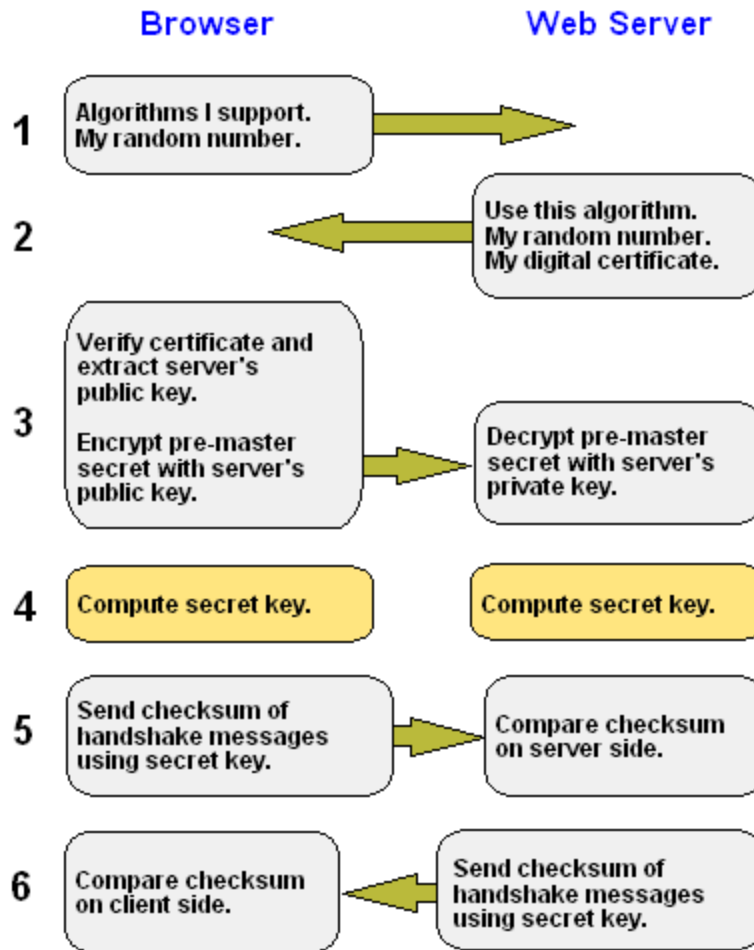 Browser
Web Server
1
Algorithms I support.
My random number.
2
Use this algorithm.
My random number.
My digital certificate.
3
Verify certificate and
extract server's
public key.
Encrypt pre-master
secret with server's
public key.
Decrypt pre-master
secret with server's
private key.
4
Compute secret key.
Compute secret key.
5
Send checksum of
handshake messages
using secret key.
Compare checksum
on server side.
6
Compare checksum
on client side.
Send checksum of
handshake messages
using secret key.